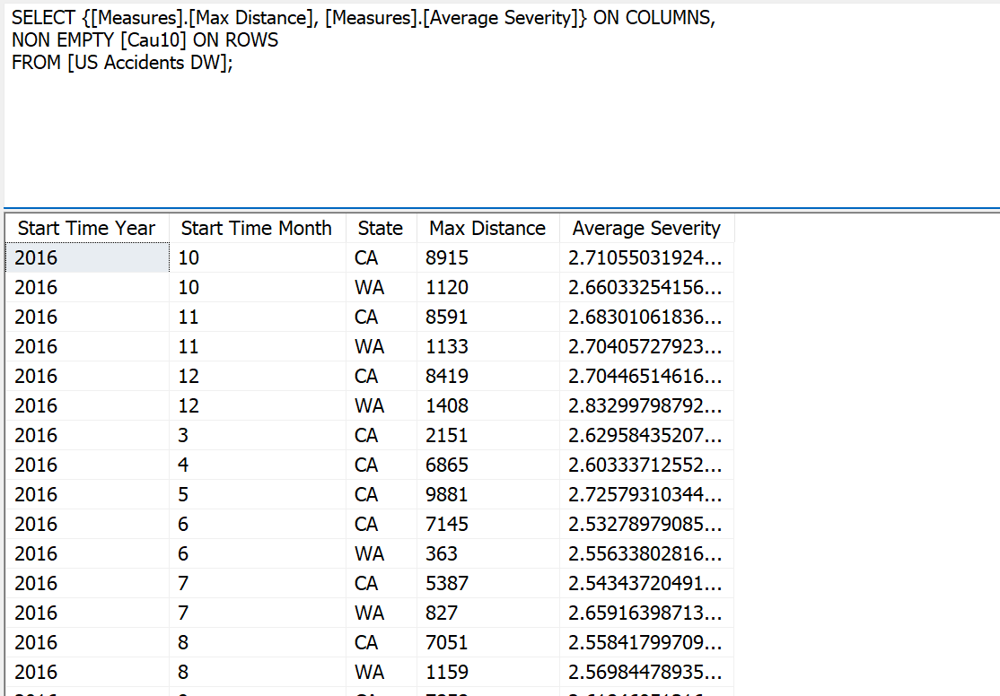 SELECT {[Measures].[Max Distance], [Measures].[Average Severity]} ON COLUMNS,
NON EMPTY [Cau10] ON ROWS
FROM [US Accidents DW];
Start Time Year Start Time Month State Max Distance Average Severity
2016 10 CA 8915 2.71055031924...
2016 10 WA 1120 2.66033254156...
2016 11 CA 8591 2.68301061836...
2016 11 WA 1133 2.70405727923...
2016 12 CA 8419 2.70446514616...
2016 12 WA 1408 2.83299798792...
2016 3 CA 2151 2.62958435207...
2016 4 CA 6865 2.60333712552...
2016 5 CA 9881 2.72579310344...
2016 6 CA 7145 2.53278979085...
2016 6 WA 363 2.55633802816...
2016 7 CA 5387 2.54343720491...
2016 7 WA 827 2.65916398713...
2016 8 CA 7051 2.55841799709...
2016 8 WA 1159 2.56984478935...